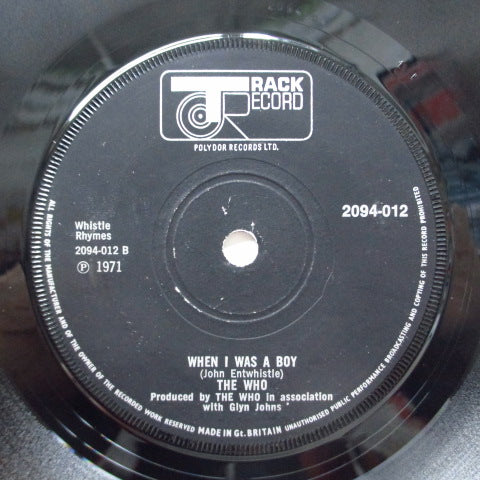 TRACK
RECORD
POLYDOR RECORDS LTD.
2094-012
Whistle
Rhymes
2094-012 B
Ⓟ 1971
WHEN I WAS A BOY
(John Entwhistle)
THE WHO
Produced by THE WHO in association
with Glyn Johns
ALL RIGHTS OF THE MANUFACTURER AND OF THE OWNER OF THE RECORDED WORK RESERVED MADE IN Gt. BRITAIN UNAUTHORISED PUBLIC PERFORMANCE BROADCASTING AND COPYING OF THIS RECORD PROHIBITED